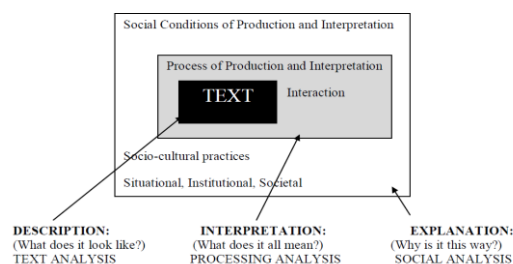 Social Conditions of Production and Interpretation
Process of Production and Interpretation
TEXT
Interaction
Socio-cultural practices
Situational, Institutional, Societal
DESCRIPTION:
(What does it look like?)
TEXT ANALYSIS
INTERPRETATION:
(What does it all mean?)
PROCESSING ANALYSIS
EXPLANATION:
(Why is it this way?)
SOCIAL ANALYSIS